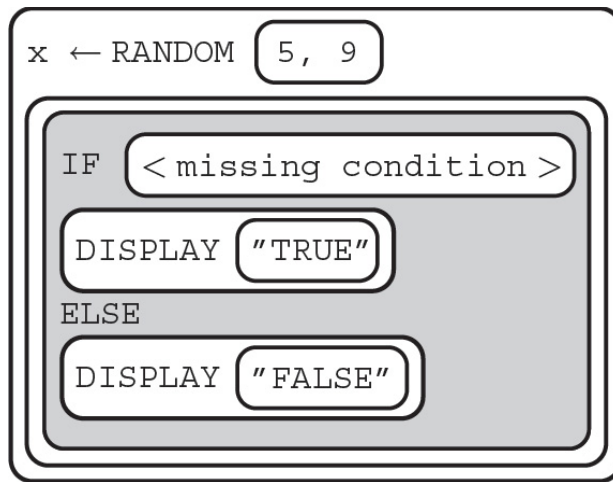 x ← RANDOM 5, 9
IF <missing condition>
DISPLAY ″TRUE″
ELSE
DISPLAY ″FALSE″